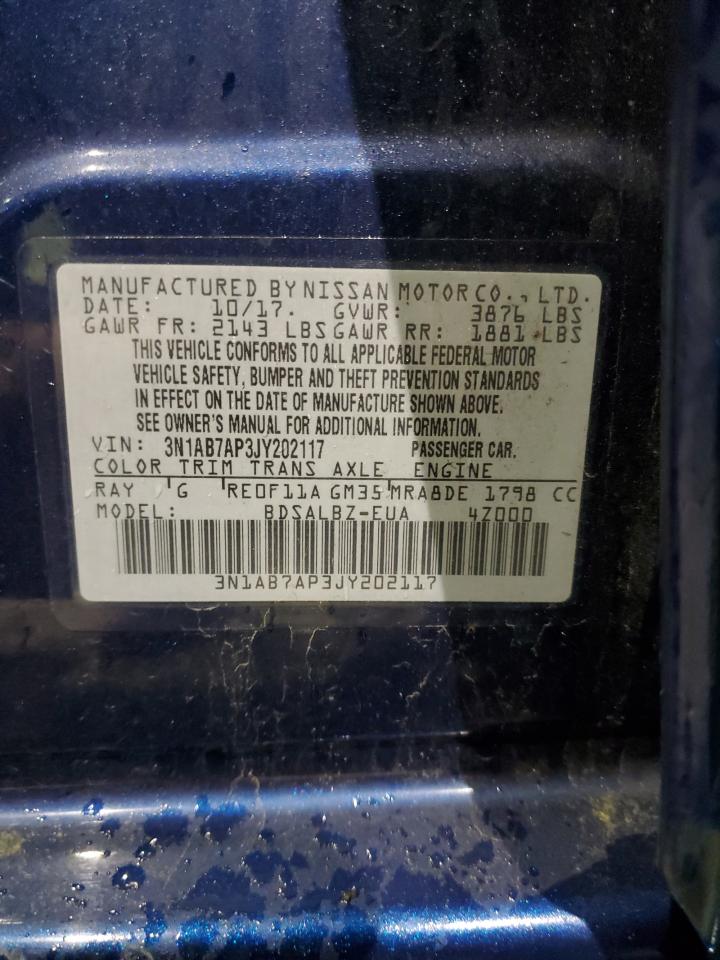 MANUFACTURED BY NISSAN MOTOR CO., LTD.
DATE: 10/17. GVWR: 3876 LBS
GAWR FR: 2143 LBS GAWR RR: 1881 LBS
THIS VEHICLE CONFORMS TO ALL APPLICABLE FEDERAL MOTOR
VEHICLE SAFETY, BUMPER AND THEFT PREVENTION STANDARDS
IN EFFECT ON THE DATE OF MANUFACTURE SHOWN ABOVE.
SEE OWNER'S MANUAL FOR ADDITIONAL INFORMATION.
VIN: 3N1AB7AP3JY202117 PASSENGER CAR.
COLOR TRIM TRANS AXLE ENGINE
RAY G RE0F11A GM35 MRA8DE 1798 CC
MODEL: BDSALBZ-EUA 4Z000
3N1AB7AP3JY202117